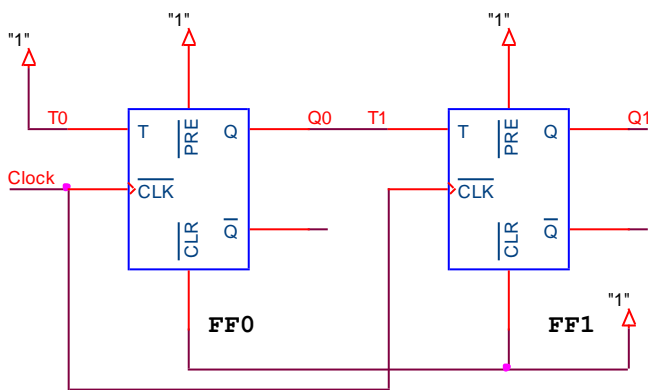 "1" "1" "1"
T0 T Q Q0 T1 T Q Q1
PRE PRE
Clock CLK CLK
CLR Q CLR Q
"1"
FF0 FF1